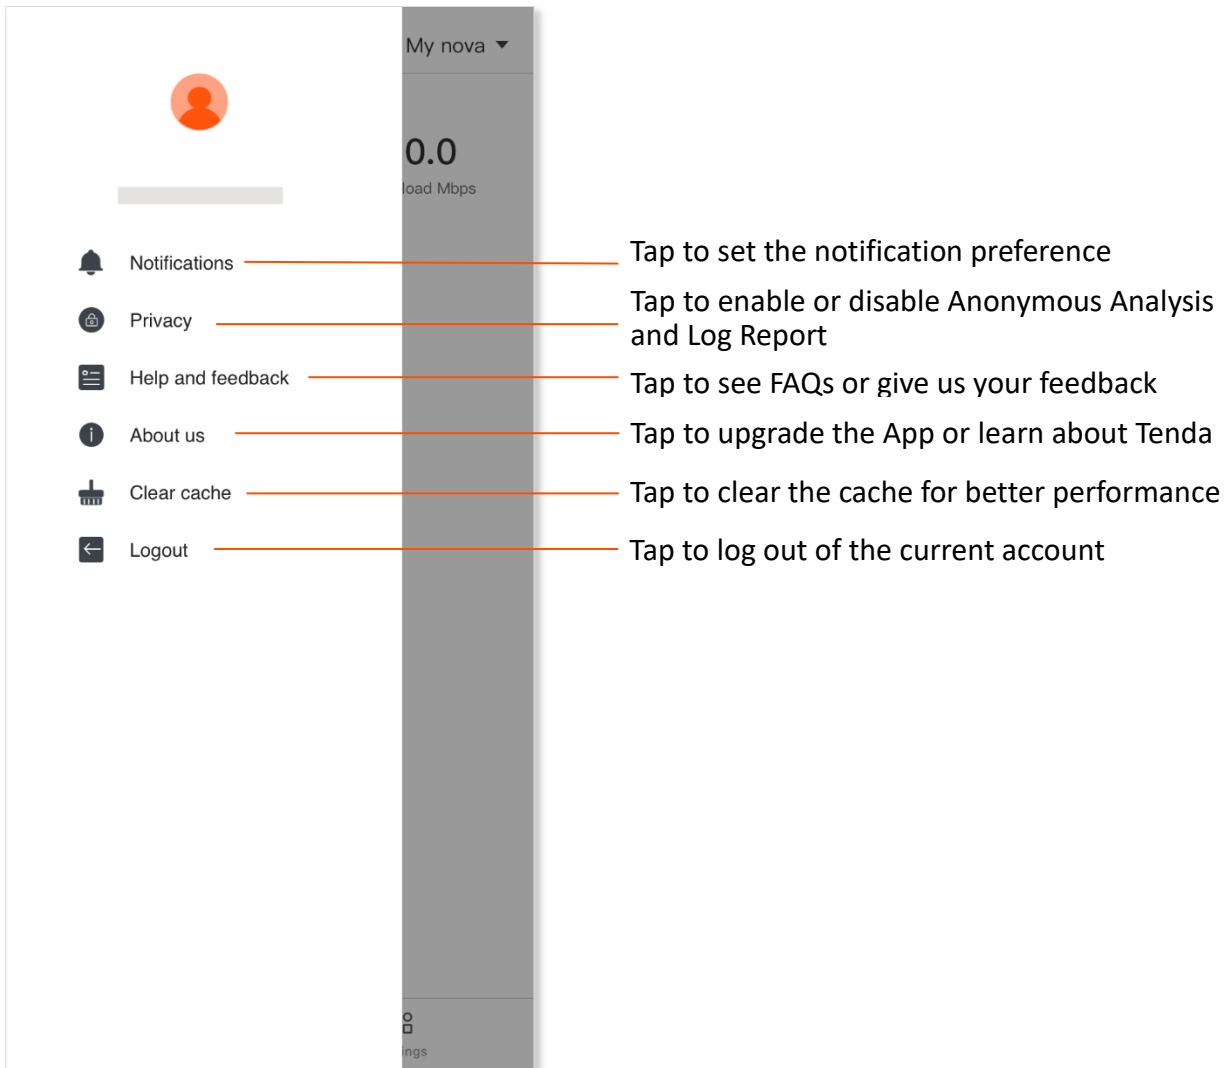 My nova
0.0
load Mbps
Notifications
Tap to set the notification preference
Privacy
Tap to enable or disable Anonymous Analysis
and Log Report
Help and feedback
Tap to see FAQs or give us your feedback
About us
Tap to upgrade the App or learn about Tenda
Clear cache
Tap to clear the cache for better performance
Logout
Tap to log out of the current account
ings